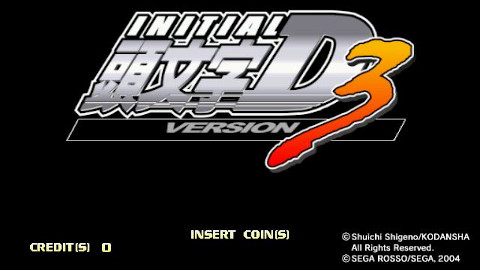 INITIAL
頭文字D3
VERSION
INSERT COIN(S)
CREDIT(S) 0
©Shuichi Shigeno/KODANSHA
All Rights Reserved.
©SEGA ROSSO/SEGA, 2004